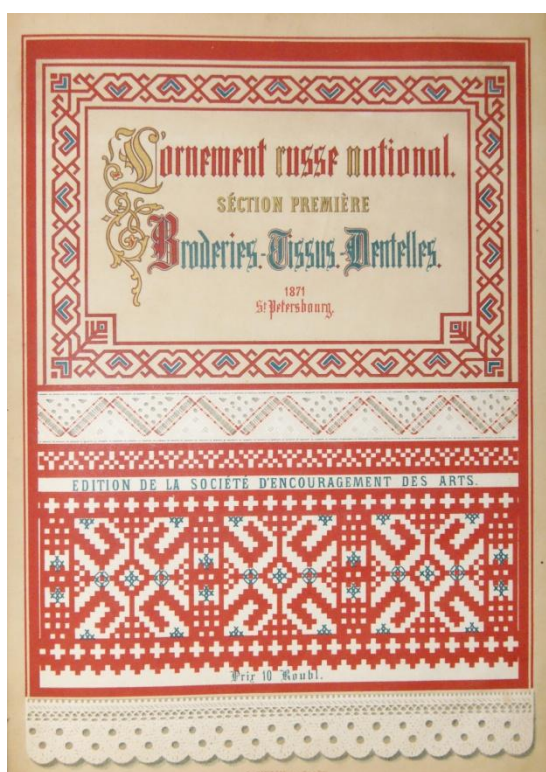 L'ornement russe national.
SÉCTION PREMIÈRE
Broderies.-Tissus.-Dentelles.
1871
St Petersbourg.
EDITION DE LA SOCIÉTÉ D'ENCOURAGEMENT DES ARTS.
Prix 10 Roubl.